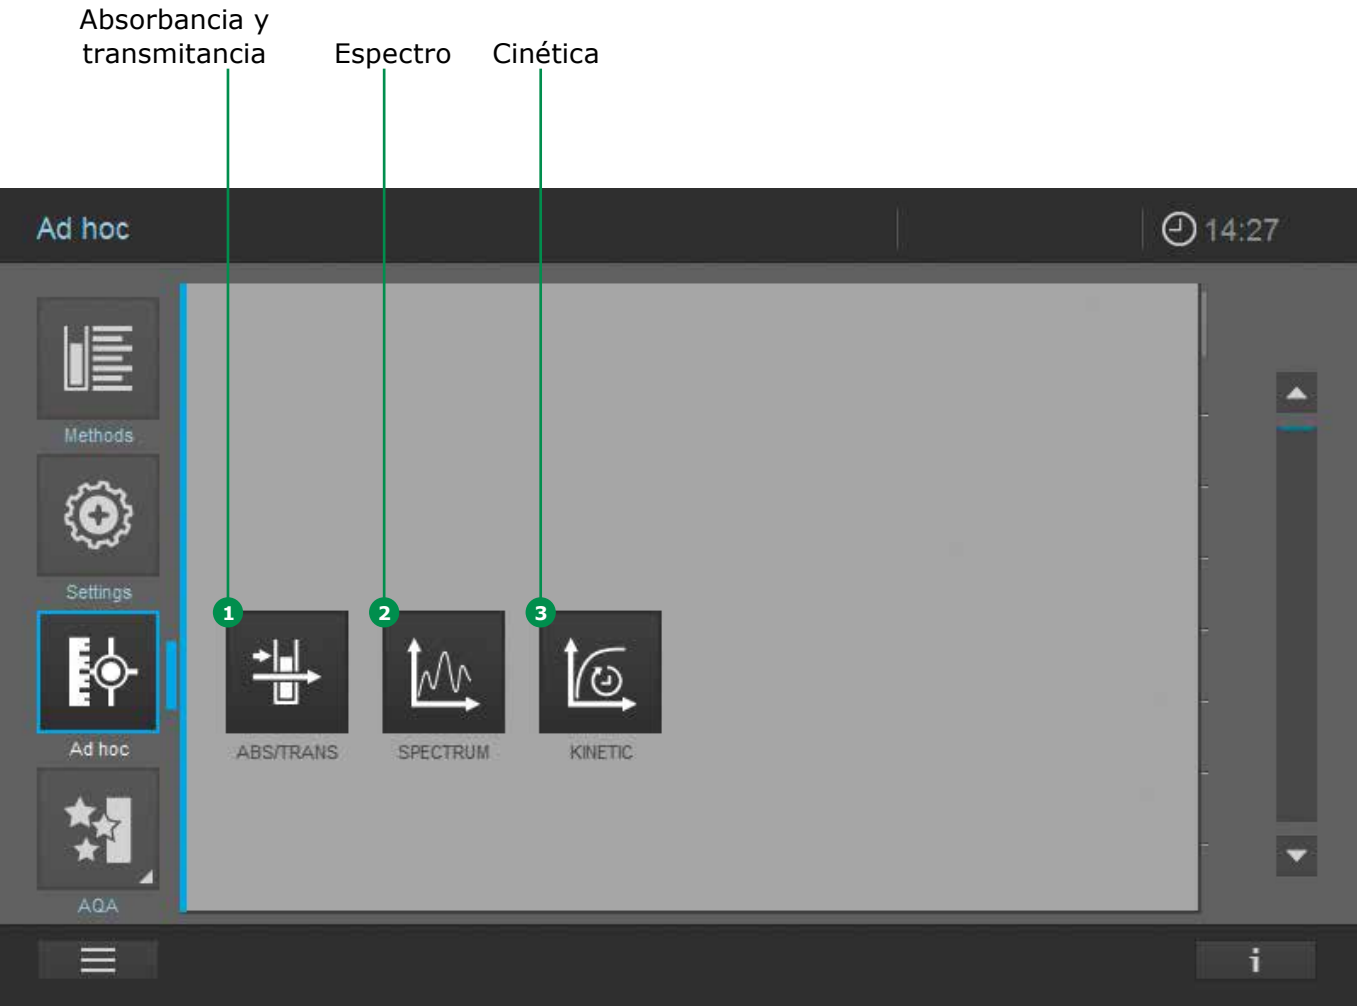 Absorbancia y
transmitancia
Espectro
Cinética
Ad hoc
14:27
Methods
Settings
Ad hoc
AQA
1
2
3
ABS/TRANS
SPECTRUM
KINETIC
i